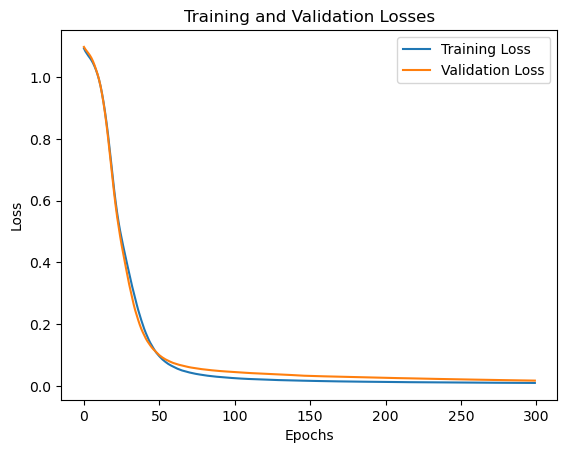 Training and Validation Losses
Training Loss
Validation Loss
Loss
1.0
0.8
0.6
0.4
0.2
0.0
0
50
100
150
200
250
300
Epochs